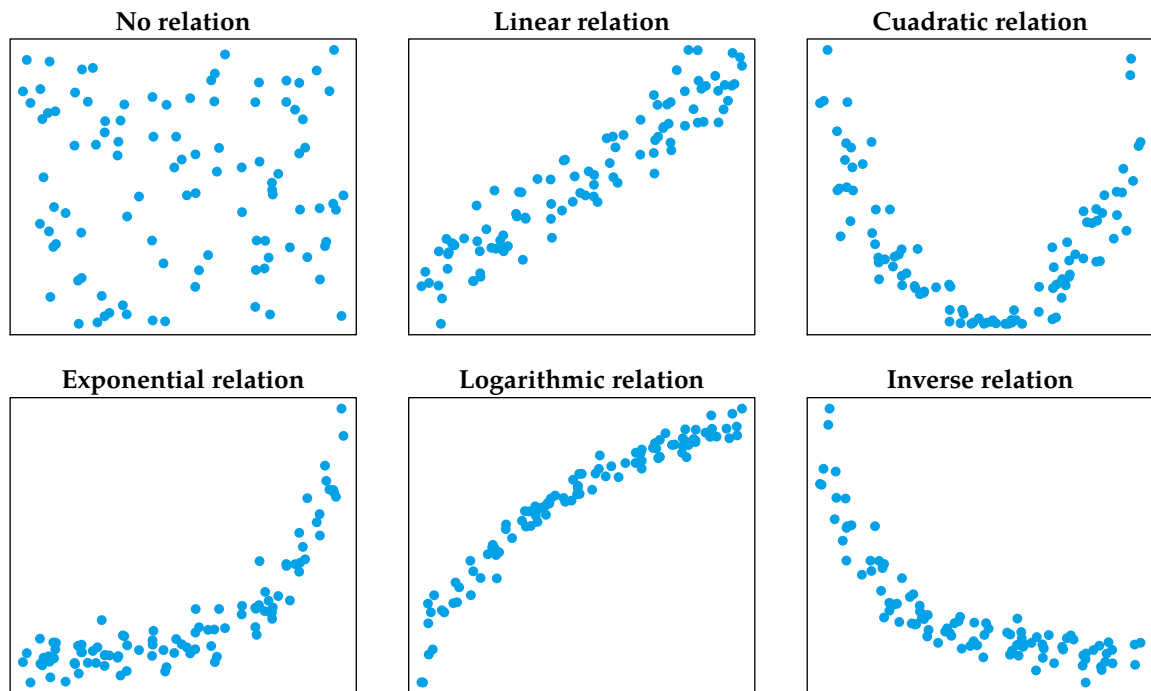 No relation
Linear relation
Cuadratic relation
Exponential relation
Logarithmic relation
Inverse relation